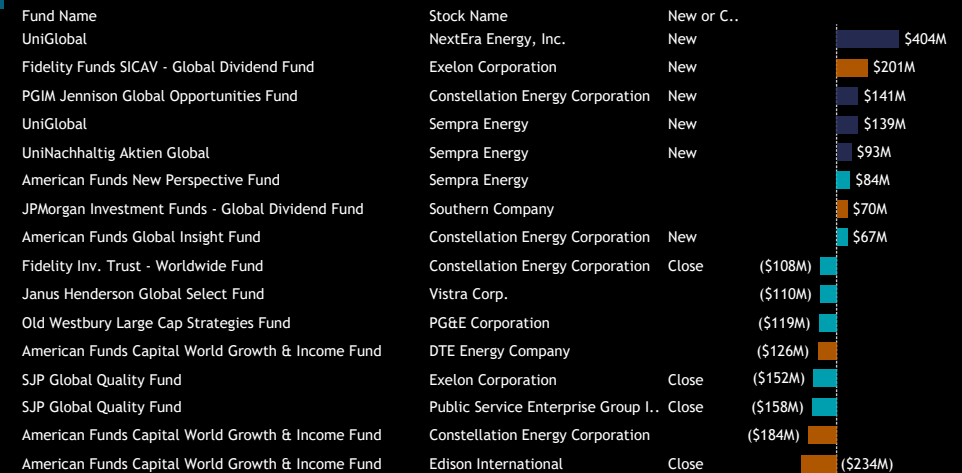 Fund Name Stock Name New or C..
UniGlobal NextEra Energy, Inc. New $404M
Fidelity Funds SICAV - Global Dividend Fund Exelon Corporation New $201M
PGIM Jennison Global Opportunities Fund Constellation Energy Corporation New $141M
UniGlobal Sempra Energy New $139M
UniNachhaltig Aktien Global Sempra Energy New $93M
American Funds New Perspective Fund Sempra Energy $84M
JPMorgan Investment Funds - Global Dividend Fund Southern Company $70M
American Funds Global Insight Fund Constellation Energy Corporation New $67M
Fidelity Inv. Trust - Worldwide Fund Constellation Energy Corporation Close ($108M)
Janus Henderson Global Select Fund Vistra Corp. ($110M)
Old Westbury Large Cap Strategies Fund PG&E Corporation ($119M)
American Funds Capital World Growth & Income Fund DTE Energy Company ($126M)
SJP Global Quality Fund Exelon Corporation Close ($152M)
SJP Global Quality Fund Public Service Enterprise Group I.. Close ($158M)
American Funds Capital World Growth & Income Fund Constellation Energy Corporation ($184M)
American Funds Capital World Growth & Income Fund Edison International Close ($234M)